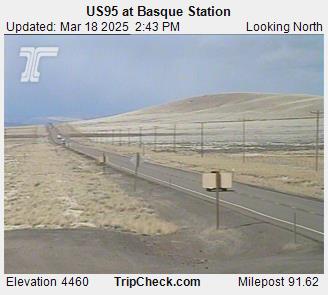 US95 at Basque Station
Updated: Mar 18 2025 2:43 PM Looking North
Elevation 4460 TripCheck.com Milepost 91.62